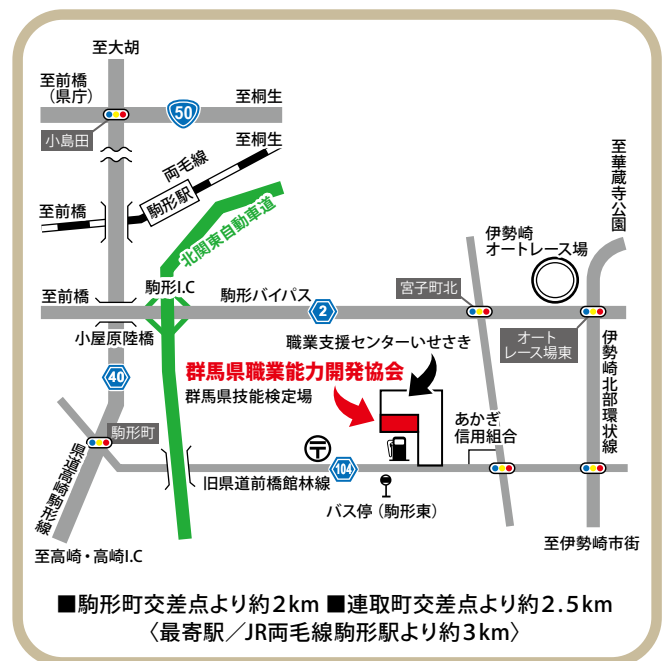 至大胡
至前橋
（県庁）
50
至桐生
小島田
至桐生
両毛線
駒形駅
至前橋
北関東自動車道
至華蔵寺公園
伊勢崎
オートレース場
駒形I.C
至前橋
駒形バイパス
2
宮子町北
小屋原陸橋
オート
レース場東
職業支援センターいせさき
伊勢崎北部環状線
40
群馬県職業能力開発協会
群馬県技能検定場
あかぎ
信用組合
駒形町
県道高崎駒形線
〒
104
旧県道前橋館林線
バス停（駒形東）
至高崎・高崎I.C
至伊勢崎市街
■駒形町交差点より約2km ■連取町交差点より約2.5km
〈最寄駅／JR両毛線駒形駅より約3km〉